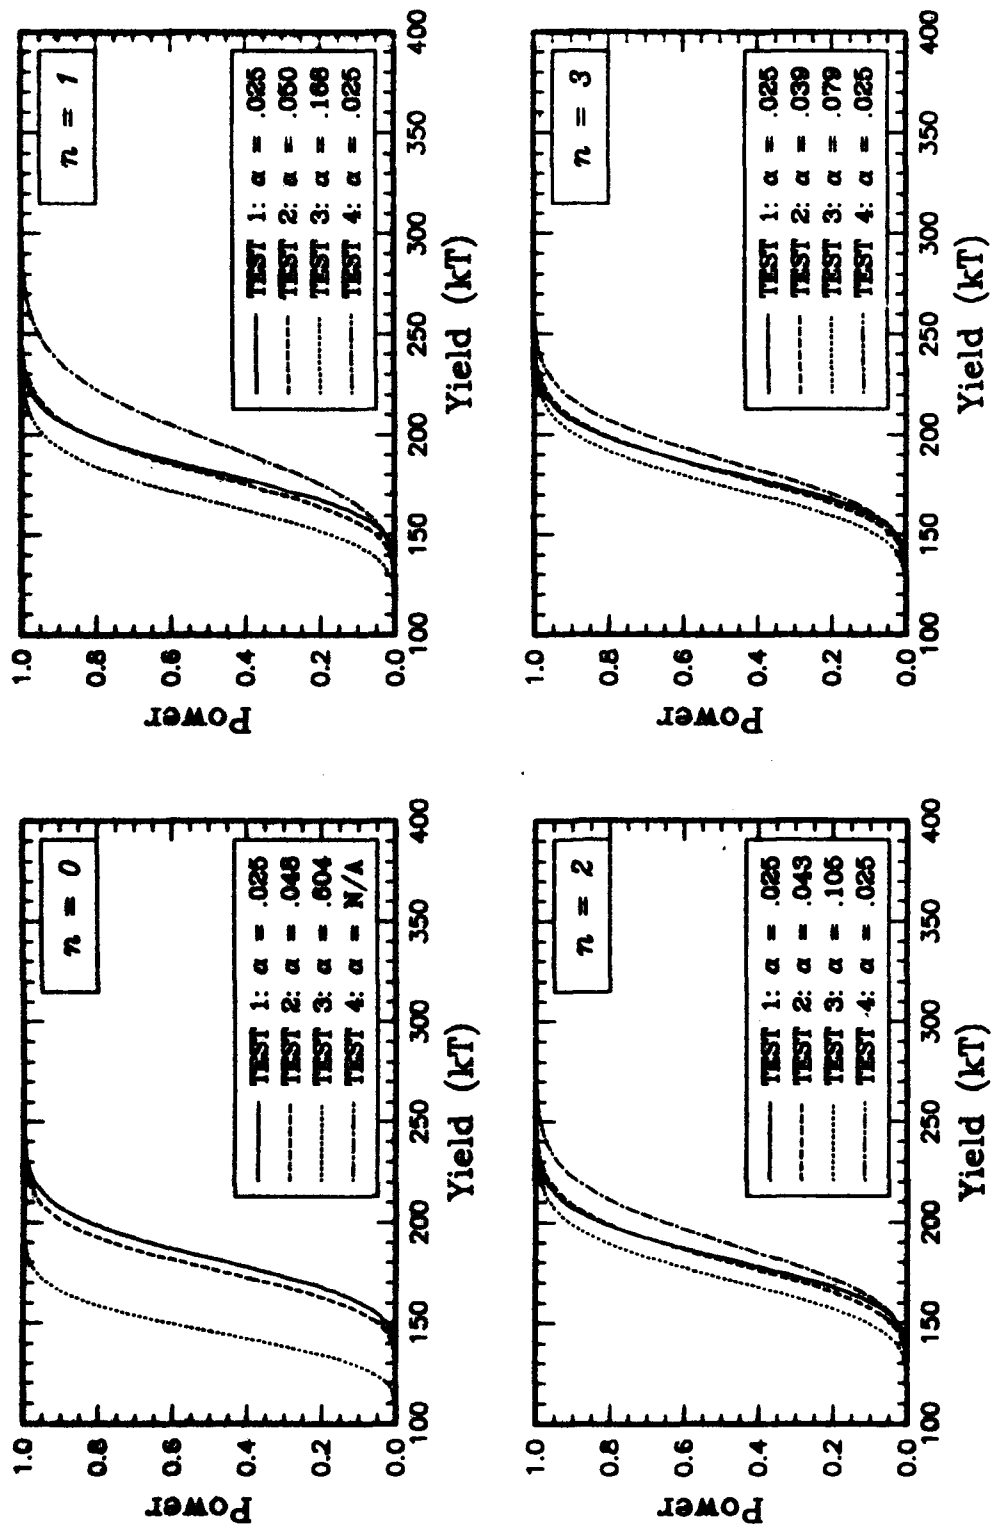 n = 0
1.0
0.8
0.6
0.4
0.2
0.0
Power
TEST 1: α = .025
TEST 2: α = .048
TEST 3: α = .604
TEST 4: α = N/A
100 150 200 250 300 350 400
Yield (kT)
n = 1
1.0
0.8
0.6
0.4
0.2
0.0
Power
TEST 1: α = .025
TEST 2: α = .050
TEST 3: α = .168
TEST 4: α = .025
100 150 200 250 300 350 400
Yield (kT)
n = 2
1.0
0.8
0.6
0.4
0.2
0.0
Power
TEST 1: α = .025
TEST 2: α = .043
TEST 3: α = .105
TEST 4: α = .025
100 150 200 250 300 350 400
Yield (kT)
n = 3
1.0
0.8
0.6
0.4
0.2
0.0
Power
TEST 1: α = .025
TEST 2: α = .039
TEST 3: α = .079
TEST 4: α = .025
100 150 200 250 300 350 400
Yield (kT)